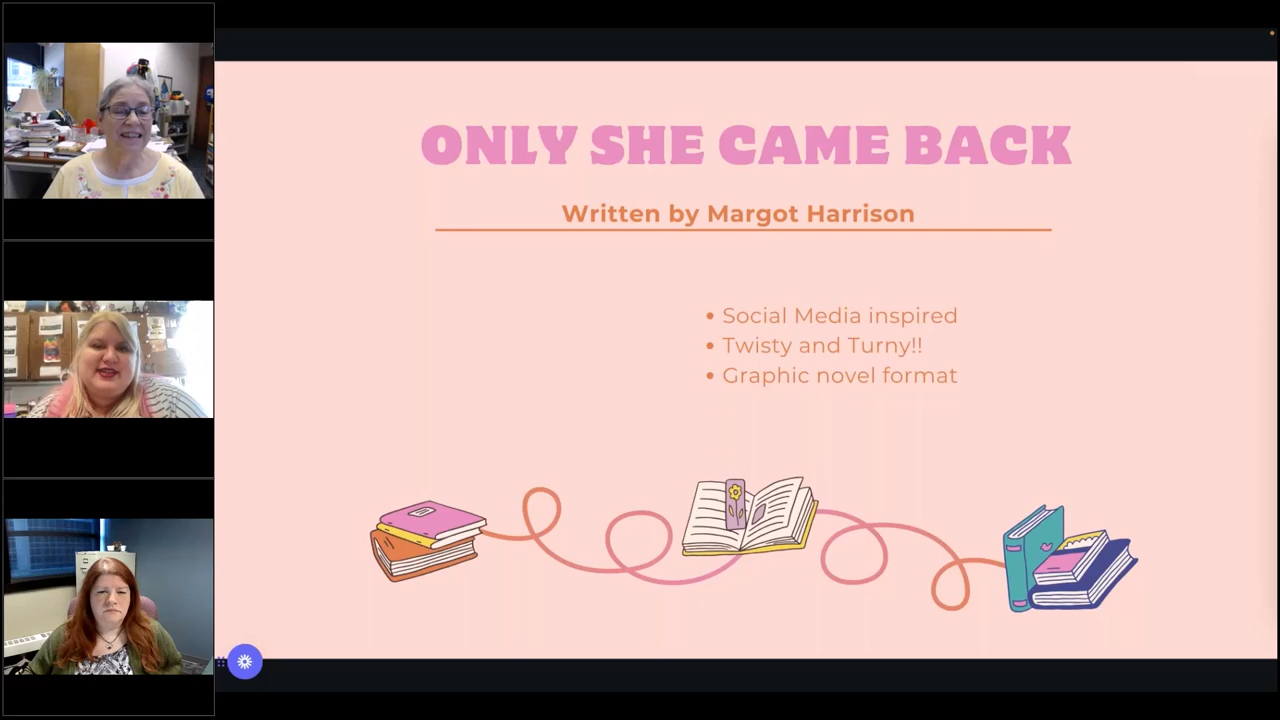 ONLY SHE CAME BACK
Written by Margot Harrison
• Social Media inspired
• Twisty and Turny!!
• Graphic novel format